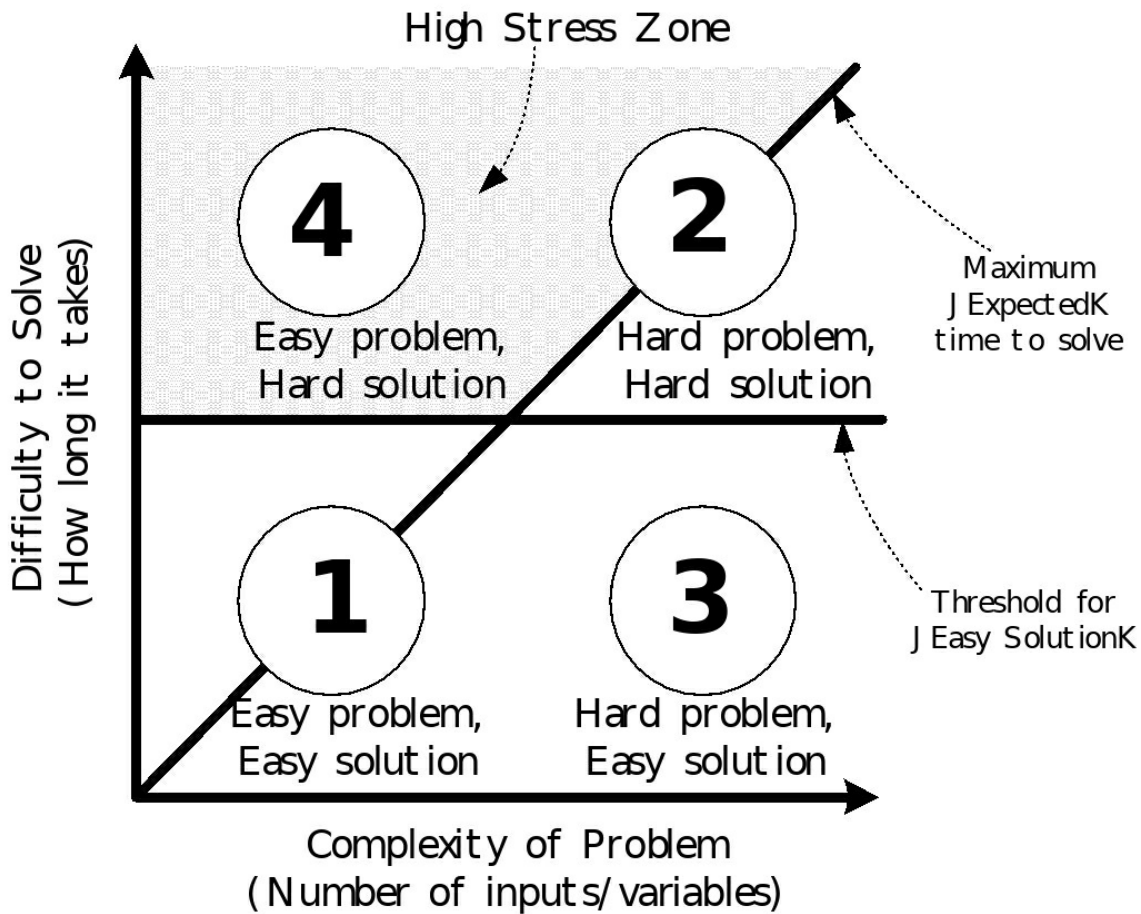 High Stress Zone
4
2
Easy problem,
Hard solution
Hard problem,
Hard solution
Maximum
JExpectedK
time to solve
Difficulty to Solve
(How long it takes)
1
3
Easy problem,
Easy solution
Hard problem,
Easy solution
Threshold for
JEasy SolutionK
Complexity of Problem
(Number of inputs/variables)